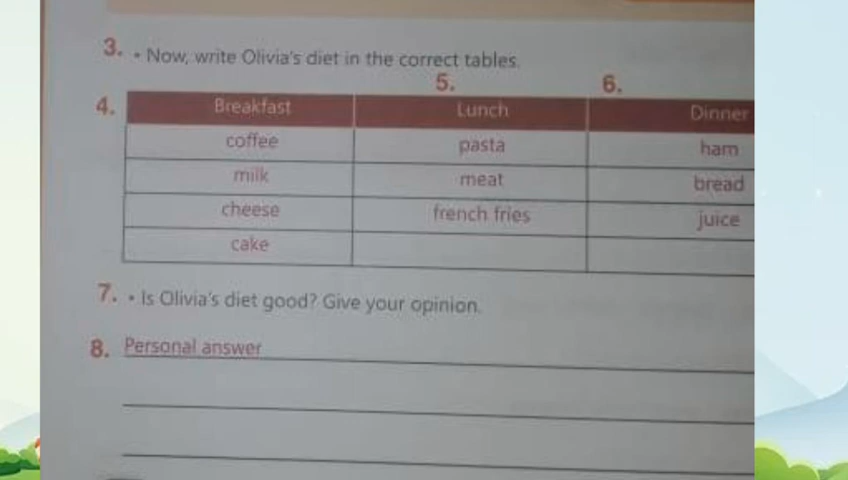 3. • Now, write Olivia's diet in the correct tables.
5. 6.
4. Breakfast Lunch Dinner
coffee pasta ham
milk meat bread
cheese french fries juice
cake
7. • Is Olivia's diet good? Give your opinion.
8. Personal answer